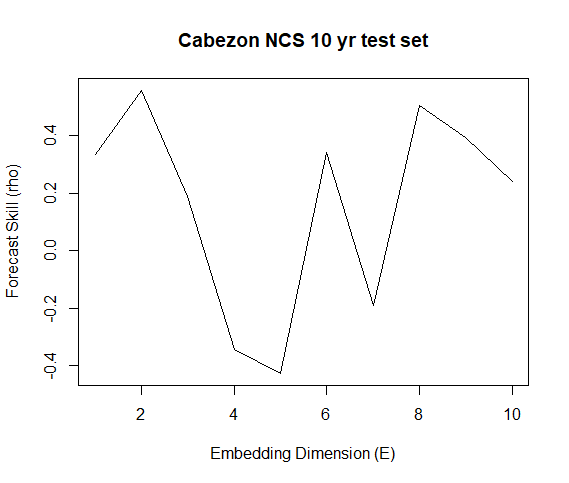 Cabezon NCS 10 yr test set
Forecast Skill (rho)
0.4
0.2
0.0
-0.2
-0.4
2 4 6 8 10
Embedding Dimension (E)